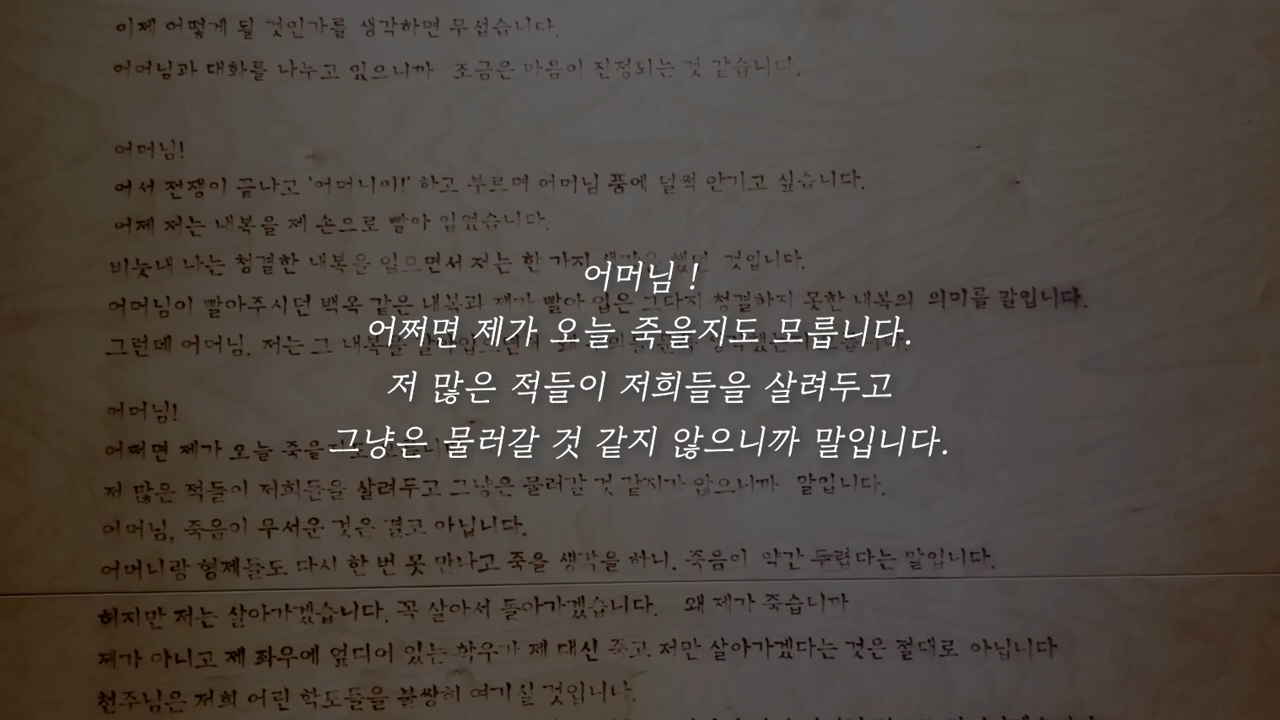 이제 어떻게 될 것인가를 생각하면 무섭습니다.
어머님과 대화를 나누고 있으니까 조금은 마음이 진정되는 것 같습니다.
어머님!
어서 전쟁이 끝나고 '어머니이!' 하고 부르며 어머님 품에 덜썩 안기고 싶습니다.
어제 저는 내복을 제 손으로 빨아 입었습니다.
비눗내 나는 청결한 내복을 입으면서 저는 한 가지 생각을 했던 것입니다.
어머님이 빨아주시던 백옥 같은 내복과 제가 빨아 입은 그다지 청결하지 못한 내복의 의미를 말입니다.
그런데 어머님, 저는 그 내복을
어머님 !
어쩌면 제가 오늘 죽을지도 모릅니다.
저 많은 적들이 저희들을 살려두고
그냥은 물러갈 것 같지 않으니까 말입니다.
어머님!
어쩌면 제가 오늘 죽을지도
저 많은 적들이 저희들을 살려두고 그냥은 물러갈 것 같지가 않으니까 말입니다.
어머님, 죽음이 무서운 것은 결코 아닙니다.
어머니랑 형제들도 다시 한 번 못 만나고 죽을 생각을 하니, 죽음이 약간 두렵다는 말입니다.
허지만 저는 살아가겠습니다. 꼭 살아서 돌아가겠습니다. 왜 제가 죽습니까
제가 아니고 제 좌우에 엎디어 있는 학우가 제 대신 죽고 저만 살아가겠다는 것은 절대로 아닙니다
천주님은 저희 어린 학도들을 불쌍히 여기실 것입니다.